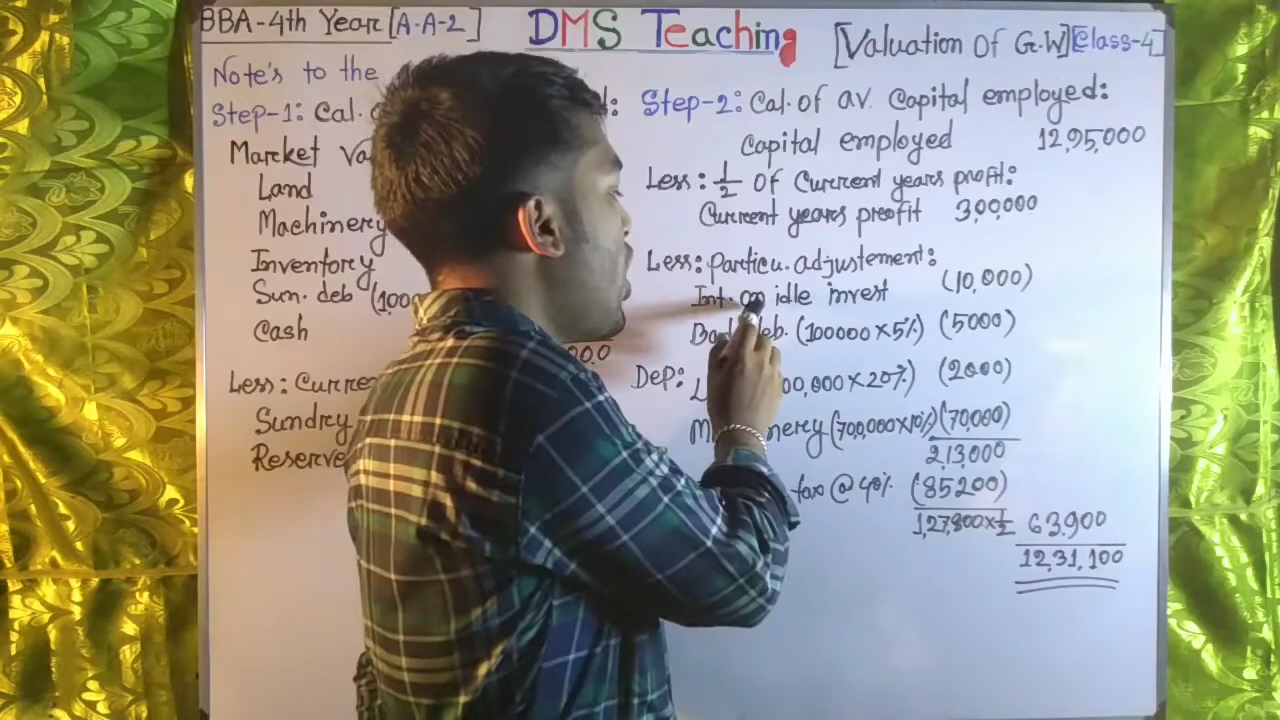 BBA-4th Year [A-A-2]
DMS Teaching
[Valuation Of G.W] [Class-4]
Note's to the
Step-1: Cal.
Market Va
Land
Machinery
Inventory
Sun. deb (100
Cash
Less: Curre
Sundry
Reserve
Step-2: Cal. Of av. Capital employed:
Capital employed 12,95,000
Less: 1/2 Of Current years profit:
Current years profit 3,00,000
Less: Particu. adjustement:
Int. on idle invest (10,000)
Ba deb. (100000×5%) (5000)
Dep: L 00,000×20%) (2000)
M nery (700,000×10%) (70,000)
2,13,000
tax @ 40% (85200)
1,27,800×1/2 63,900
12,31,100